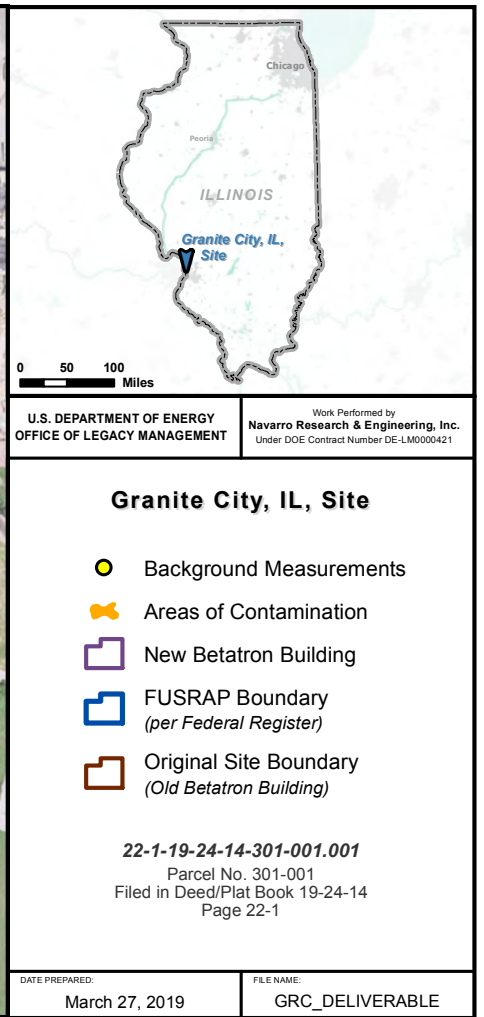 Chicago
Peoria
ILLINOIS
Granite City, IL,
Site
0 50 100
Miles
U.S. DEPARTMENT OF ENERGY
OFFICE OF LEGACY MANAGEMENT
Work Performed by
Navarro Research & Engineering, Inc.
Under DOE Contract Number DE-LM0000421
Granite City, IL, Site
Background Measurements
Areas of Contamination
New Betatron Building
FUSRAP Boundary
(per Federal Register)
Original Site Boundary
(Old Betatron Building)
22-1-19-24-14-301-001.001
Parcel No. 301-001
Filed in Deed/Plat Book 19-24-14
Page 22-1
DATE PREPARED:
March 27, 2019
FILE NAME:
GRC_DELIVERABLE